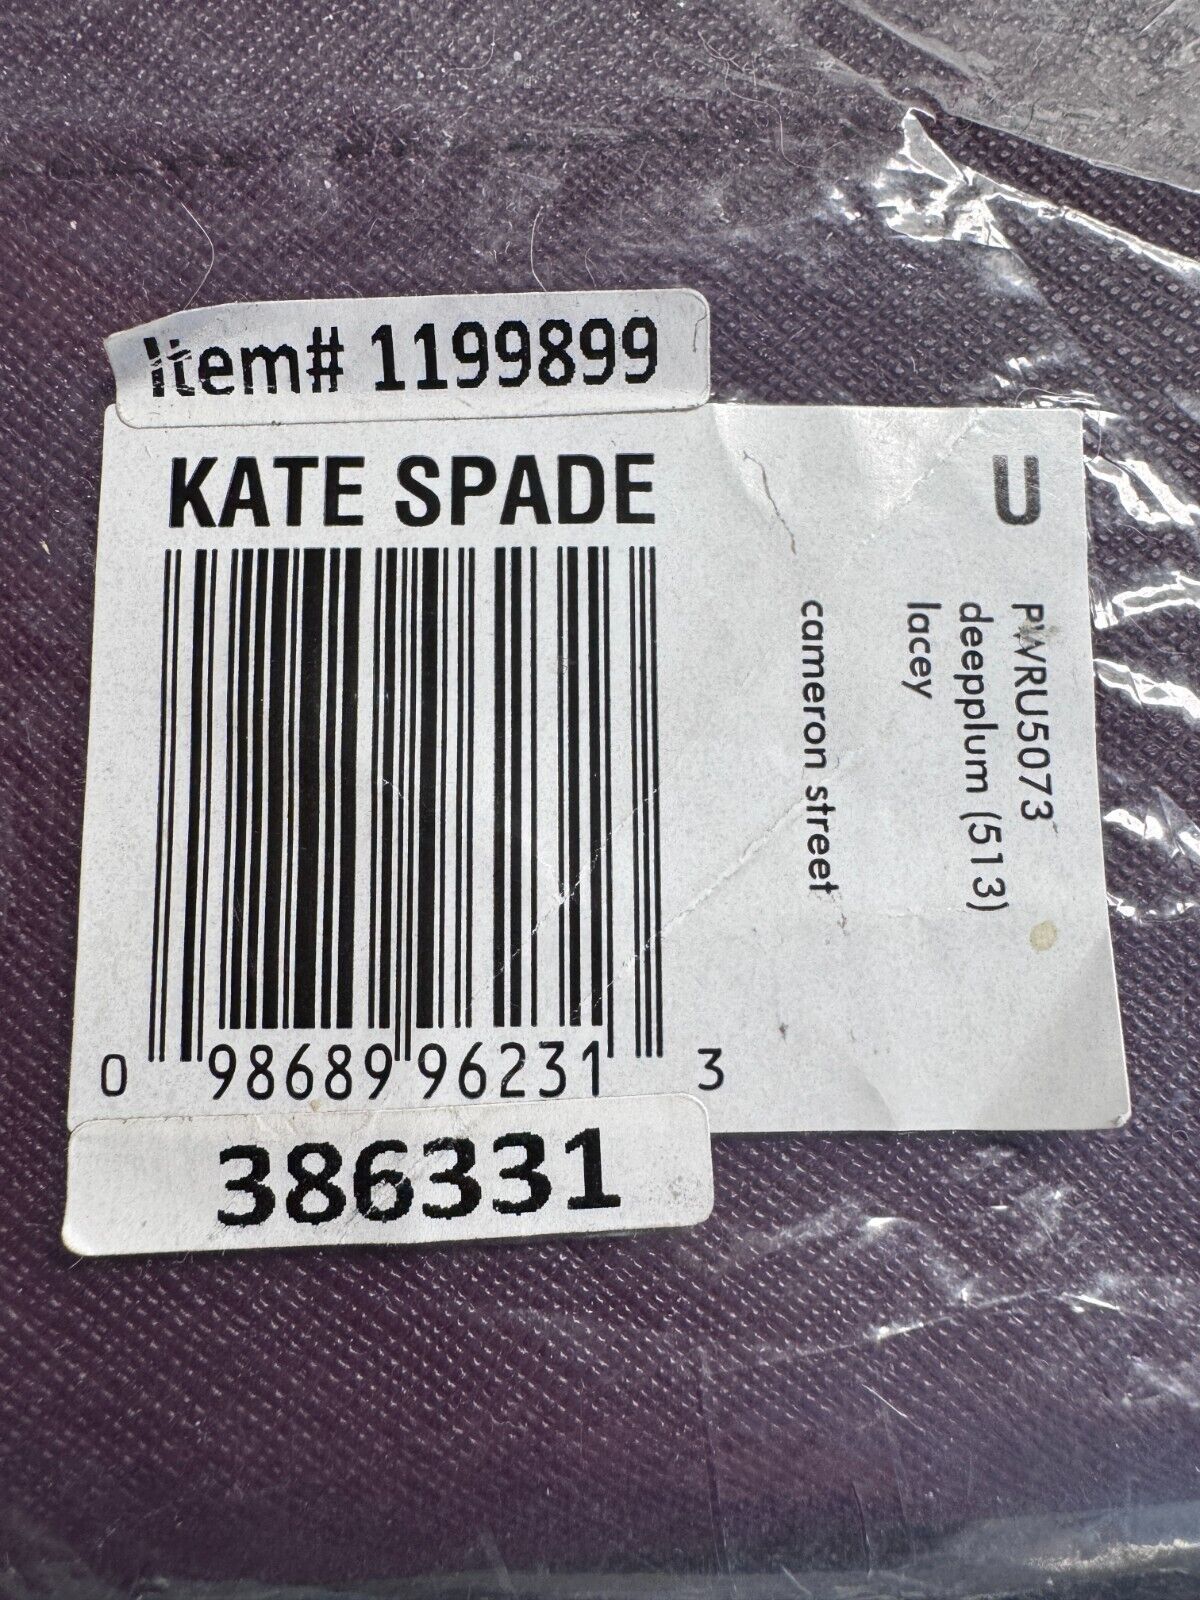 Item# 1199899
KATE SPADE
0 98689 96231 3
386331
U
PWRU5073
deepplum (513)
lacey
cameron street